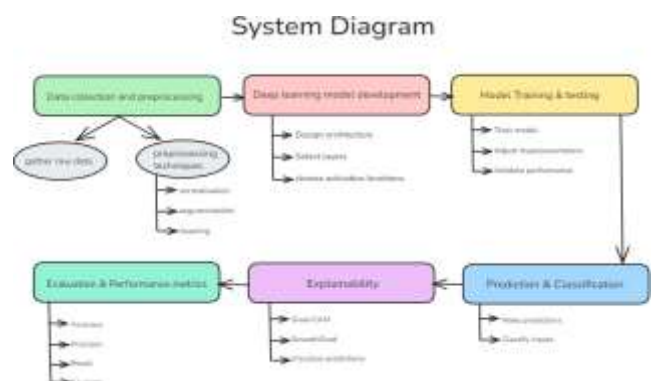 System Diagram
Data collection and preprocessing
Deep learning model development
Model Training & testing
gather raw data
preprocessing
techniques
normalization
augmentation
Design architecture
Select layers
choose activation functions
Train model
Adjust hyperparameters
Validate performance
Evaluation & Performance metrics
Explainability
Prediction & Classification
Precision
Recall
Grad-CAM
Make predictions
Classify inputs